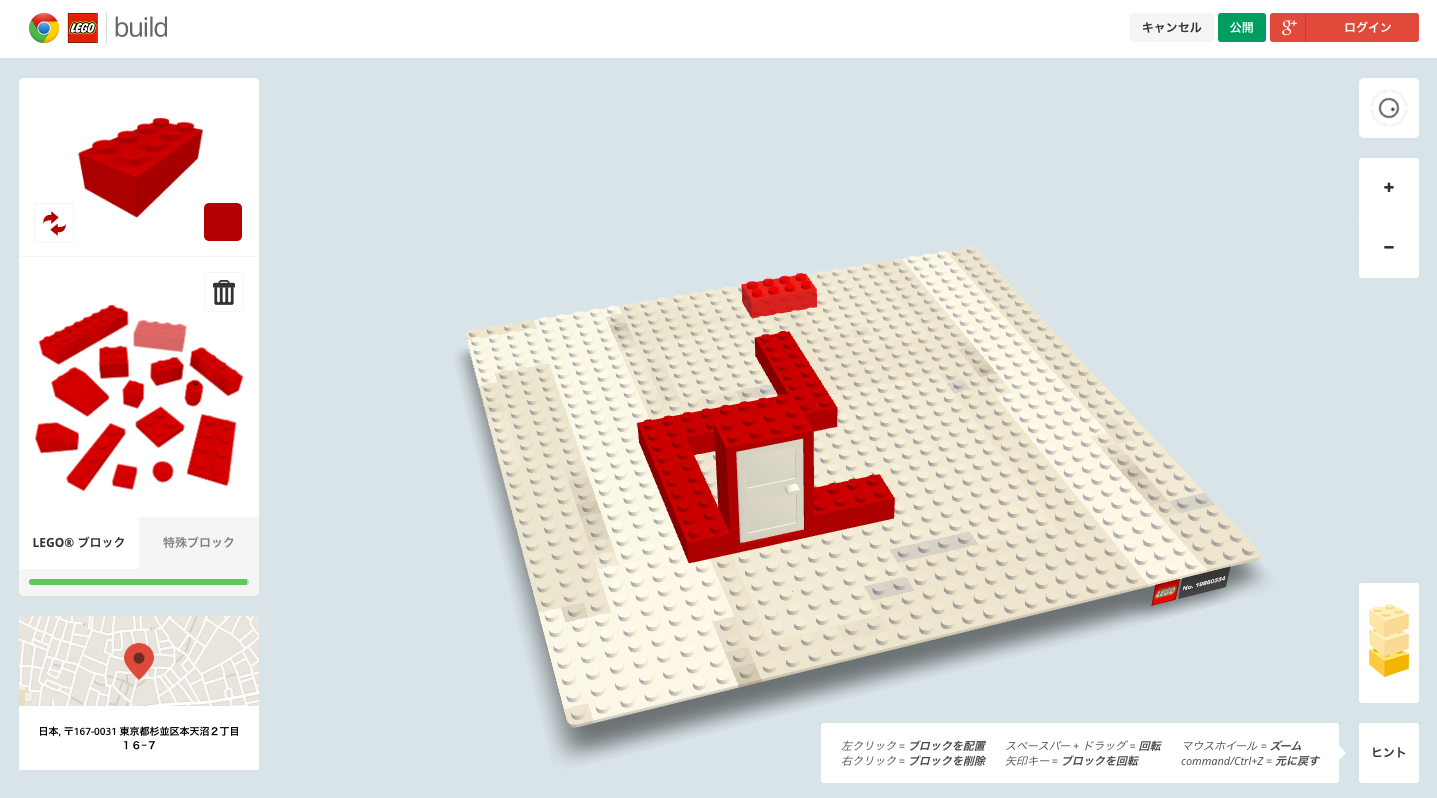 LEGO
build
キャンセル
公開
g+
ログイン
+
−
LEGO® ブロック
特殊ブロック
日本, 〒167-0031 東京都杉並区本天沼２丁目
１６−７
LEGO
No. 19980334
左クリック = ブロックを配置
スペースバー + ドラッグ = 回転
マウスホイール = ズーム
右クリック = ブロックを削除
矢印キー = ブロックを回転
command/Ctrl+Z = 元に戻す
ヒント